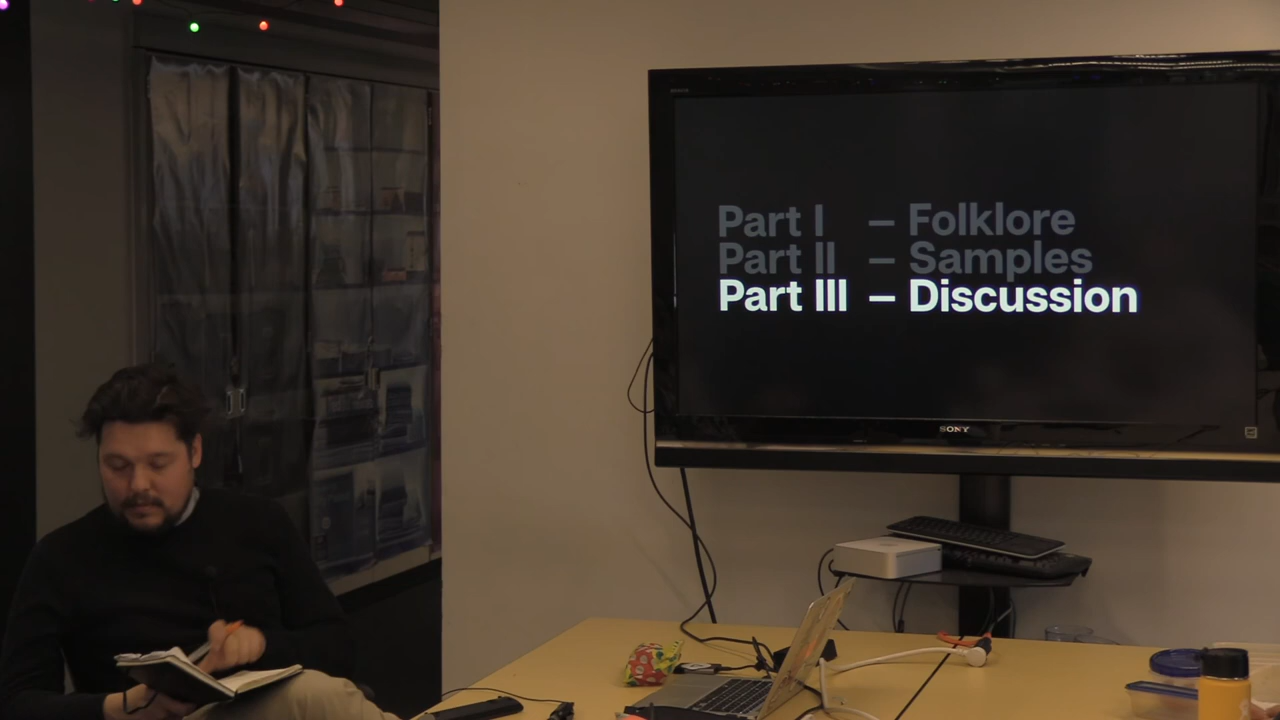 Part I – Folklore
Part II – Samples
Part III – Discussion
SONY